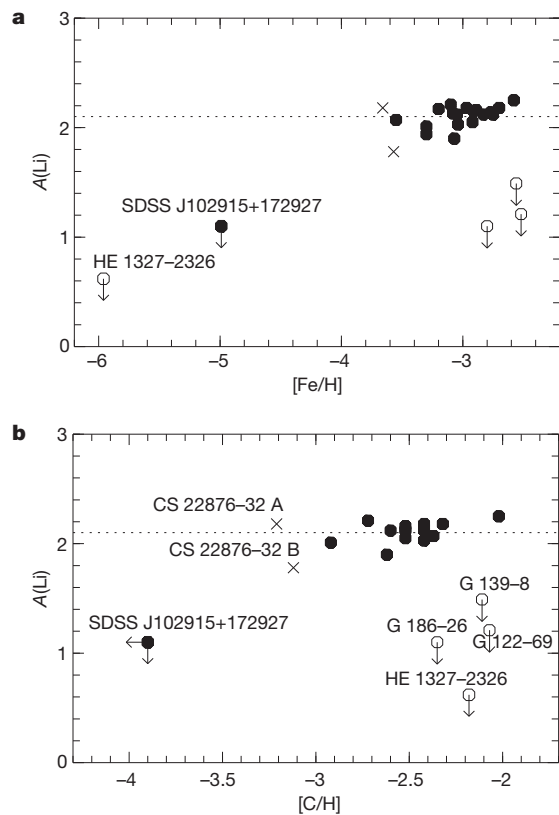 a
3
2
1
0
A(Li)
SDSS J102915+172927
HE 1327–2326
–6
–5
–4
–3
[Fe/H]
b
3
2
1
0
A(Li)
CS 22876–32 A
CS 22876–32 B
SDSS J102915+172927
G 139–8
G 186–26
G 122–69
HE 1327–2326
–4
–3.5
–3
–2.5
–2
[C/H]